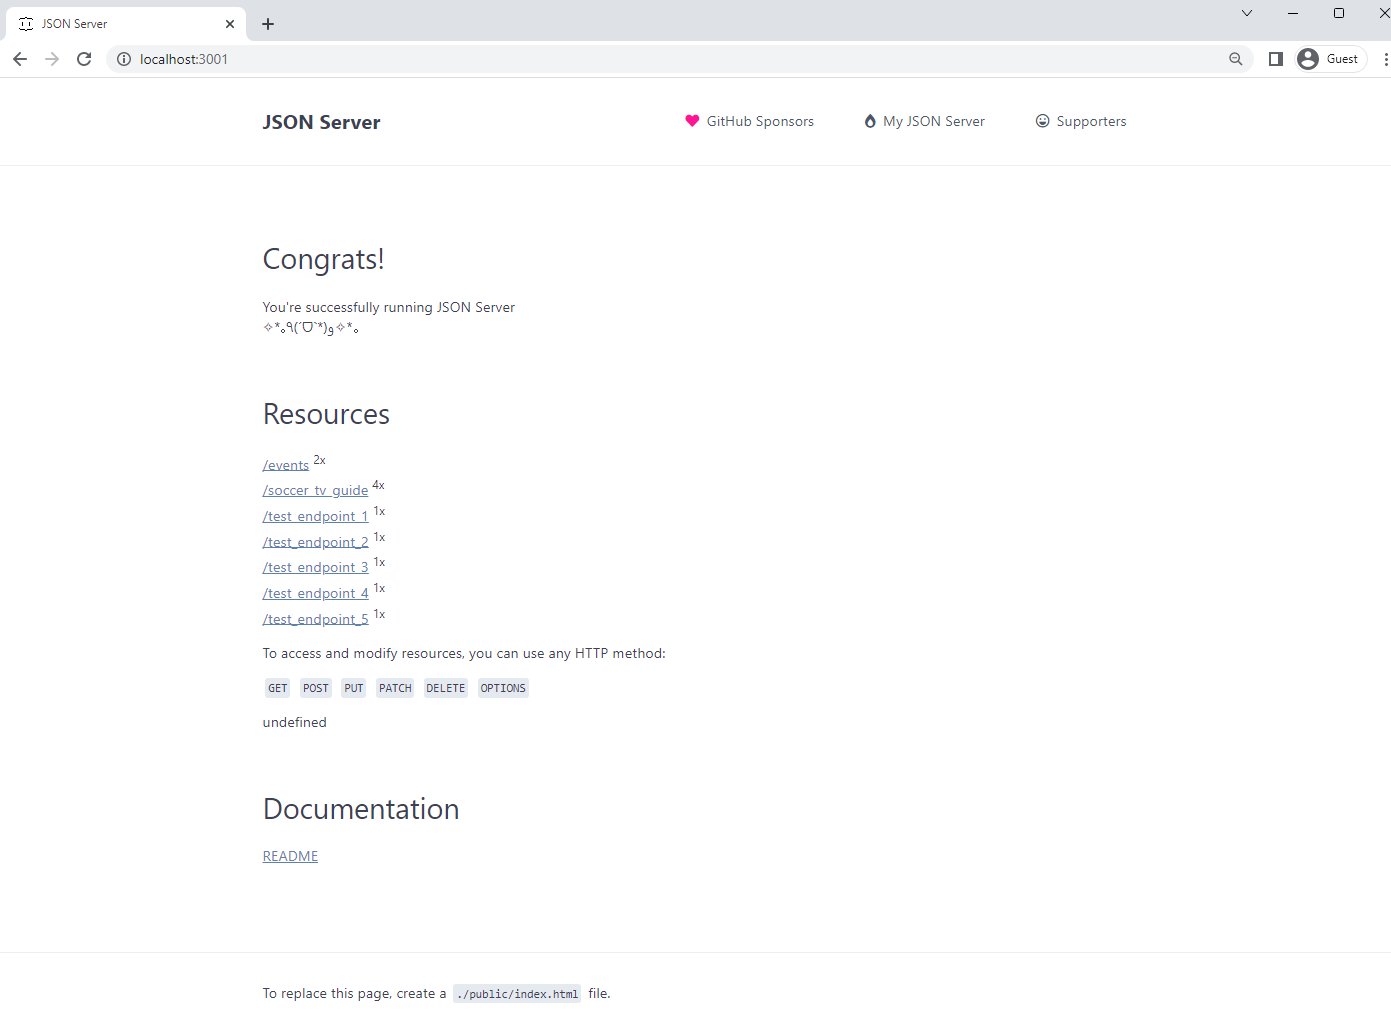 JSON Server
localhost:3001
Guest
JSON Server
GitHub Sponsors
My JSON Server
Supporters
Congrats!
You're successfully running JSON Server
✧*｡٩(ˊᗜˋ*)و✧*｡
Resources
/events 2x
/soccer_tv_guide 4x
/test_endpoint_1 1x
/test_endpoint_2 1x
/test_endpoint_3 1x
/test_endpoint_4 1x
/test_endpoint_5 1x
To access and modify resources, you can use any HTTP method:
GET POST PUT PATCH DELETE OPTIONS
undefined
Documentation
README
To replace this page, create a ./public/index.html file.